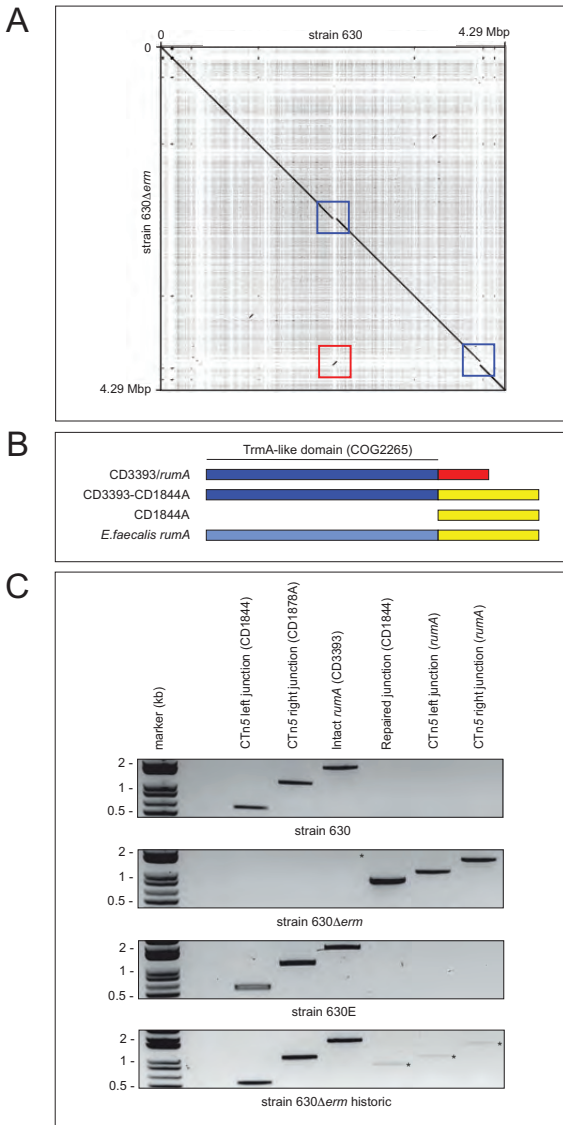 A
0
strain 630
4.29 Mbp
0
strain 630Δerm
4.29 Mbp
B
TrmA-like domain (COG2265)
CD3393/rumA
CD3393-CD1844A
CD1844A
E.faecalis rumA
C
marker (kb)
CTn5 left junction (CD1844)
CTn5 right junction (CD1878A)
Intact rumA (CD3393)
Repaired junction (CD1844)
CTn5 left junction (rumA)
CTn5 right junction (rumA)
2 -
1 -
0.5 -
strain 630
2 -
*
1 -
0.5 -
strain 630Δerm
2 -
1 -
0.5 -
strain 630E
2 -
1 -
* * *
0.5 -
strain 630Δerm historic